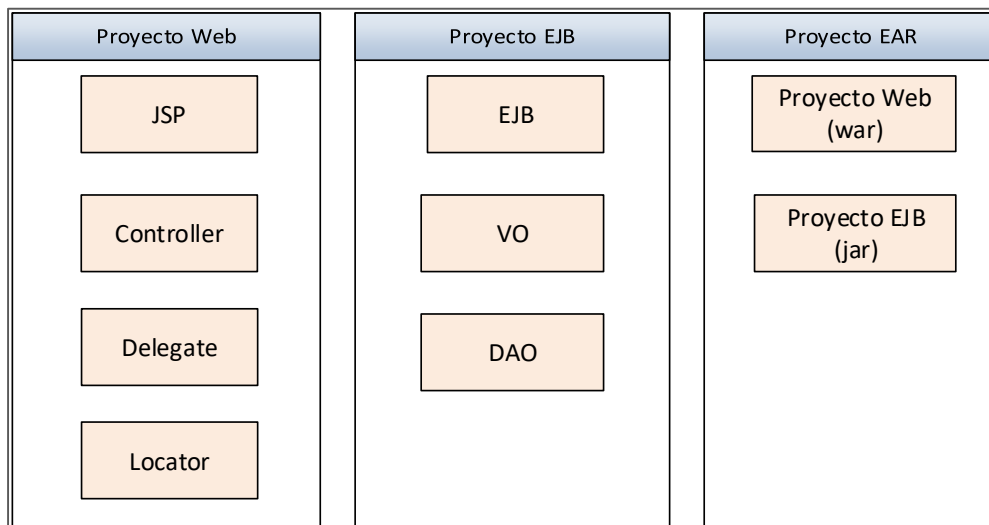 Proyecto Web
JSP
Controller
Delegate
Locator
Proyecto EJB
EJB
VO
DAO
Proyecto EAR
Proyecto Web
(war)
Proyecto EJB
(jar)